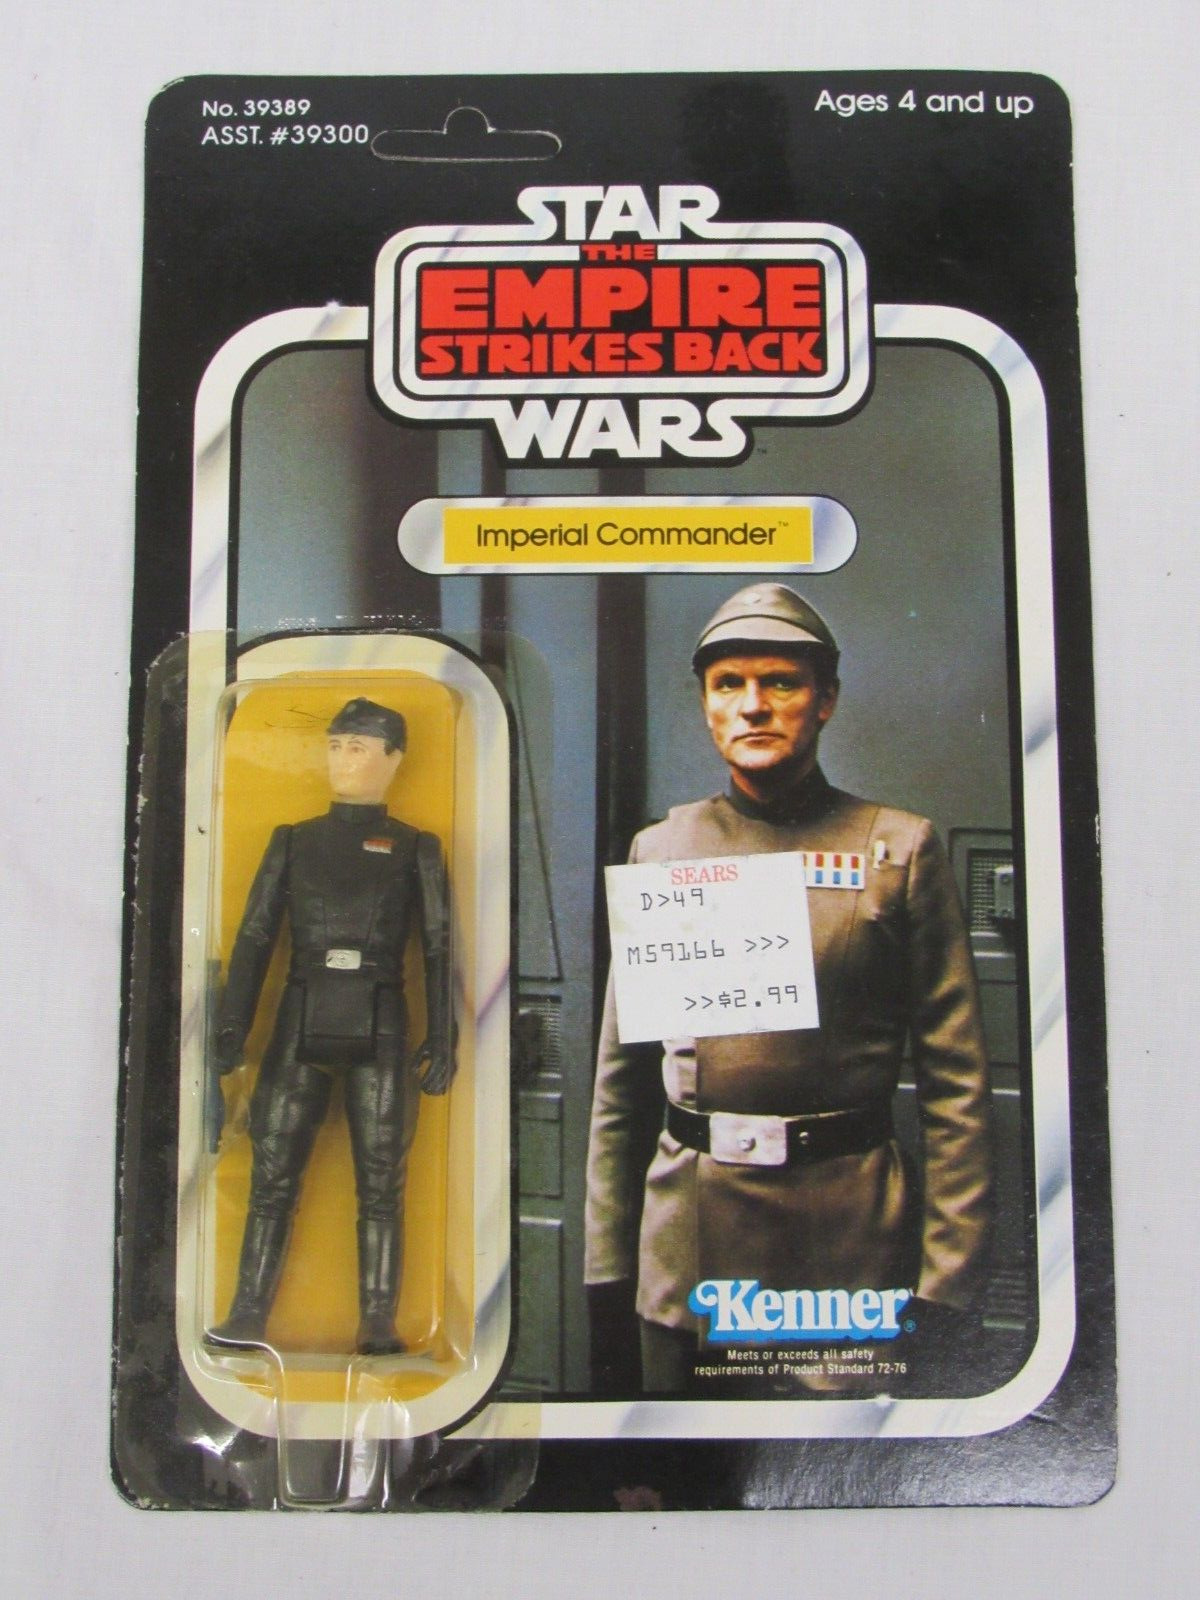 No. 39389
ASST. #39300
Ages 4 and up
STAR
THE
EMPIRE
STRIKES BACK
WARS™
Imperial Commander™
SEARS
D>49
M59166 >>>
>>$2.99
Kenner®
Meets or exceeds all safety
requirements of Product Standard 72-76